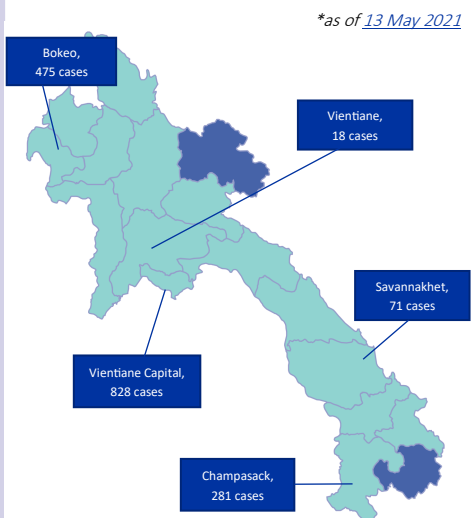 *as of 13 May 2021
Bokeo,
475 cases
Vientiane,
18 cases
Savannakhet,
71 cases
Vientiane Capital,
828 cases
Champasack,
281 cases